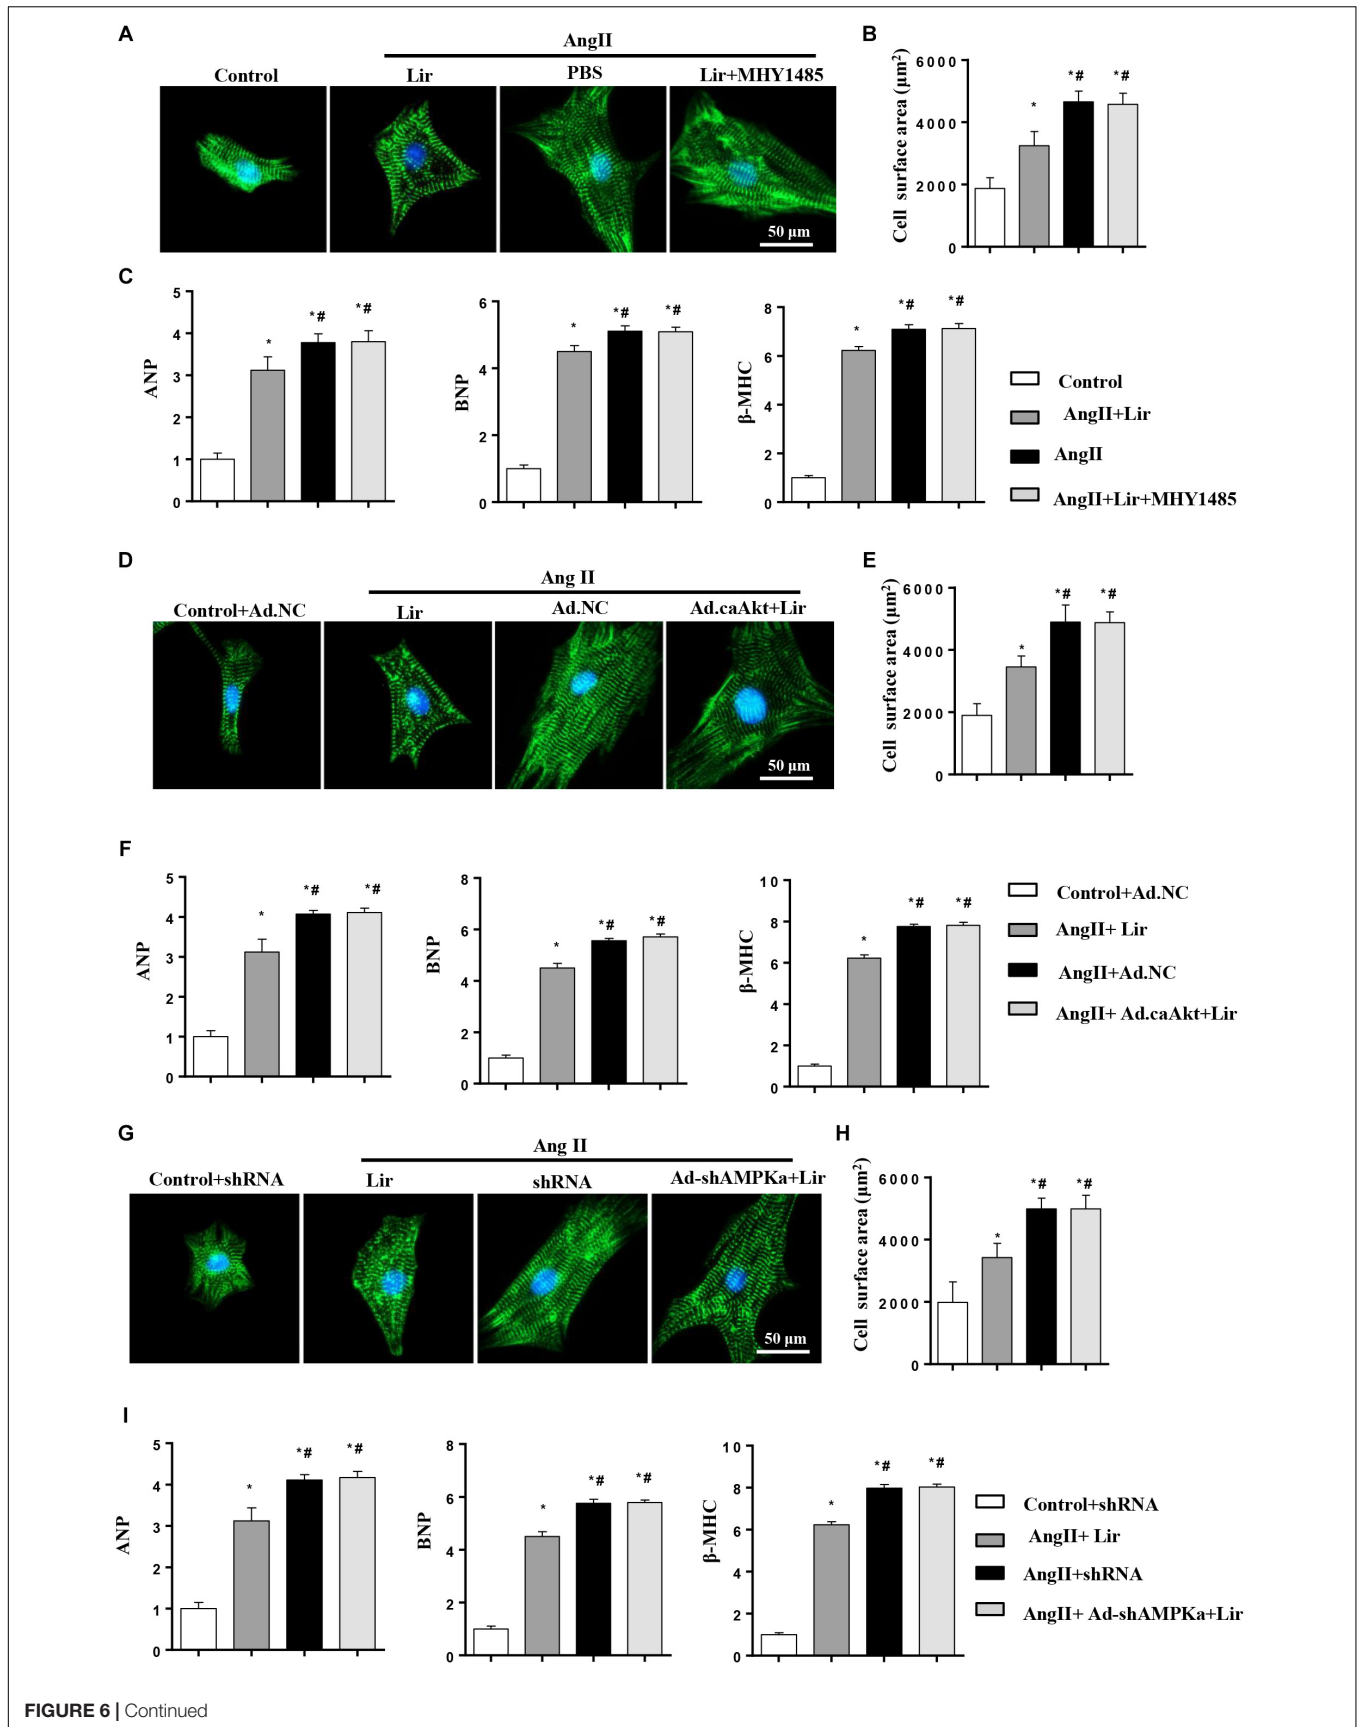 A
AngII
Control
Lir
PBS
Lir+MHY1485
50 µm
B
Cell surface area (µm²)
6000
4000
2000
0
*
*#
*#
C
ANP
5
4
3
2
1
0
*
*#
*#
BNP
6
4
2
0
*
*#
*#
β-MHC
8
6
4
2
0
*
*#
*#
Control
AngII+Lir
AngII
AngII+Lir+MHY1485
D
Ang II
Control+Ad.NC
Lir
Ad.NC
Ad.caAkt+Lir
50 µm
E
Cell surface area (µm²)
6000
4000
2000
0
*
*#
*#
F
ANP
5
4
3
2
1
0
*
*#
*#
BNP
8
6
4
2
0
*
*#
*#
β-MHC
10
8
6
4
2
0
*
*#
*#
Control+Ad.NC
AngII+ Lir
AngII+Ad.NC
AngII+ Ad.caAkt+Lir
G
Ang II
Control+shRNA
Lir
shRNA
Ad-shAMPKa+Lir
50 µm
H
Cell surface area (µm²)
6000
4000
2000
0
*
*#
*#
I
ANP
5
4
3
2
1
0
*
*#
*#
BNP
8
6
4
2
0
*
*#
*#
β-MHC
10
8
6
4
2
0
*
*#
*#
Control+shRNA
AngII+ Lir
AngII+shRNA
AngII+ Ad-shAMPKa+Lir
FIGURE 6 | Continued